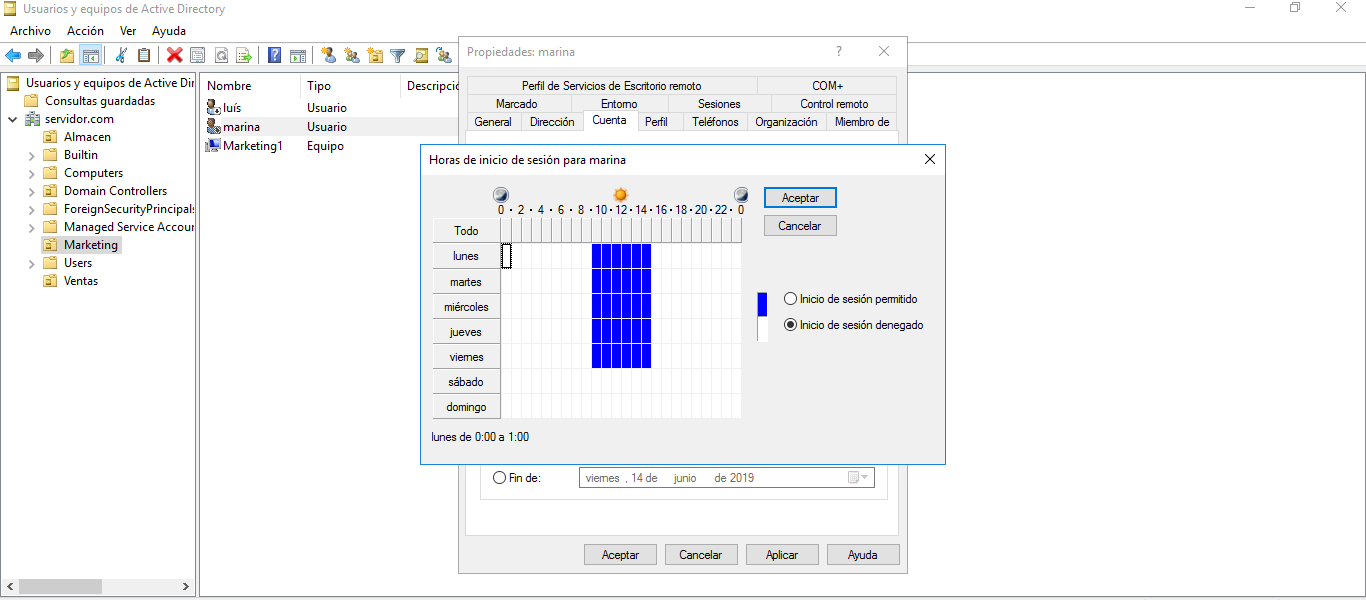 Usuarios y equipos de Active Directory
Archivo Acción Ver Ayuda
Usuarios y equipos de Active Dir
Consultas guardadas
servidor.com
Almacen
Builtin
Computers
Domain Controllers
ForeignSecurityPrincipals
Managed Service Accour
Marketing
Users
Ventas
Nombre Tipo Descripció
luís Usuario
marina Usuario
Marketing1 Equipo
Propiedades: marina ?
Perfil de Servicios de Escritorio remoto COM+
Marcado Entorno Sesiones Control remoto
General Dirección Cuenta Perfil Teléfonos Organización Miembro de
Horas de inicio de sesión para marina
0 · 2 · 4 · 6 · 8 · 10 · 12 · 14 · 16 · 18 · 20 · 22 · 0
Todo
lunes
martes
miércoles
jueves
viernes
sábado
domingo
Aceptar
Cancelar
Inicio de sesión permitido
Inicio de sesión denegado
lunes de 0:00 a 1:00
Fin de: viernes , 14 de junio de 2019
Aceptar Cancelar Aplicar Ayuda